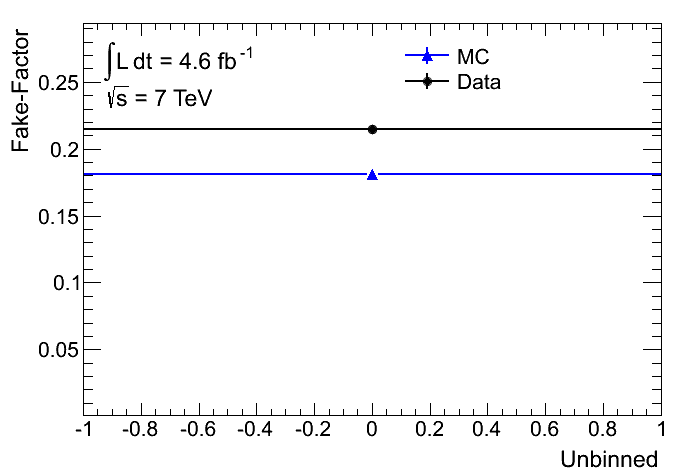 Fake-Factor
∫L dt = 4.6 fb⁻¹
√s = 7 TeV
MC
Data
0.25
0.2
0.15
0.1
0.05
-1 -0.8 -0.6 -0.4 -0.2 0 0.2 0.4 0.6 0.8 1
Unbinned